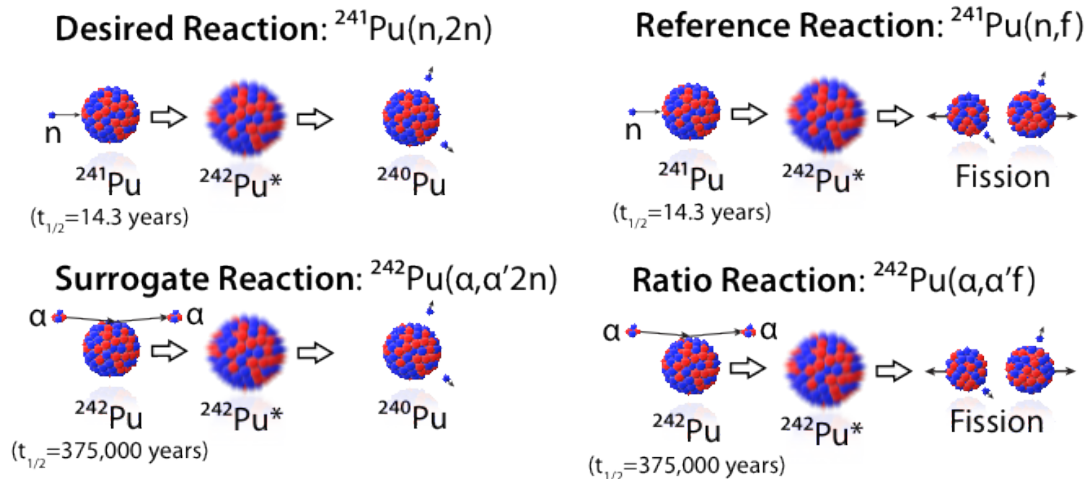 Desired Reaction: ²⁴¹Pu(n,2n)
n
²⁴¹Pu
²⁴²Pu*
²⁴⁰Pu
(t₁/₂=14.3 years)
Reference Reaction: ²⁴¹Pu(n,f)
n
²⁴¹Pu
²⁴²Pu*
Fission
(t₁/₂=14.3 years)
Surrogate Reaction: ²⁴²Pu(α,α′2n)
α
α
²⁴²Pu
²⁴²Pu*
²⁴⁰Pu
(t₁/₂=375,000 years)
Ratio Reaction: ²⁴²Pu(α,α′f)
α
α
²⁴²Pu
²⁴²Pu*
Fission
(t₁/₂=375,000 years)